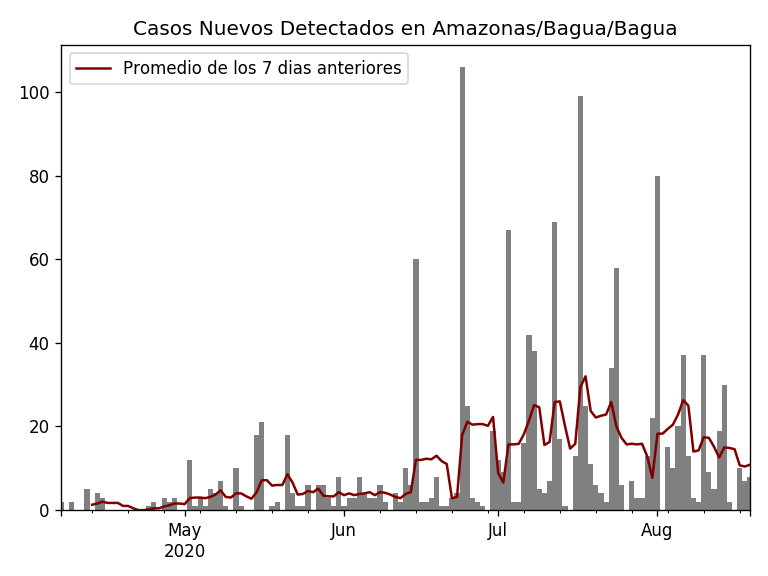 Casos Nuevos Detectados en Amazonas/Bagua/Bagua
Promedio de los 7 dias anteriores
100
80
60
40
20
0
May
2020
Jun
Jul
Aug